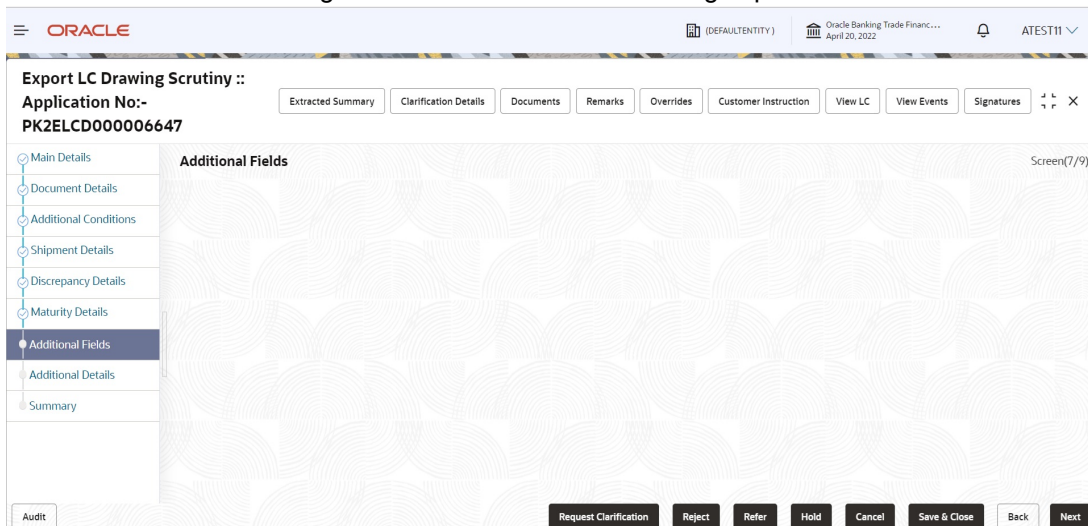 ORACLE
(DEFAULTENTITY)
Oracle Banking Trade Financ...
April 20, 2022
ATEST11
Export LC Drawing Scrutiny ::
Application No:-
PK2ELCD000006647
Extracted Summary
Clarification Details
Documents
Remarks
Overrides
Customer Instruction
View LC
View Events
Signatures
Main Details
Document Details
Additional Conditions
Shipment Details
Discrepancy Details
Maturity Details
Additional Fields
Additional Details
Summary
Additional Fields
Screen(7/9)
Audit
Request Clarification
Reject
Refer
Hold
Cancel
Save & Close
Back
Next